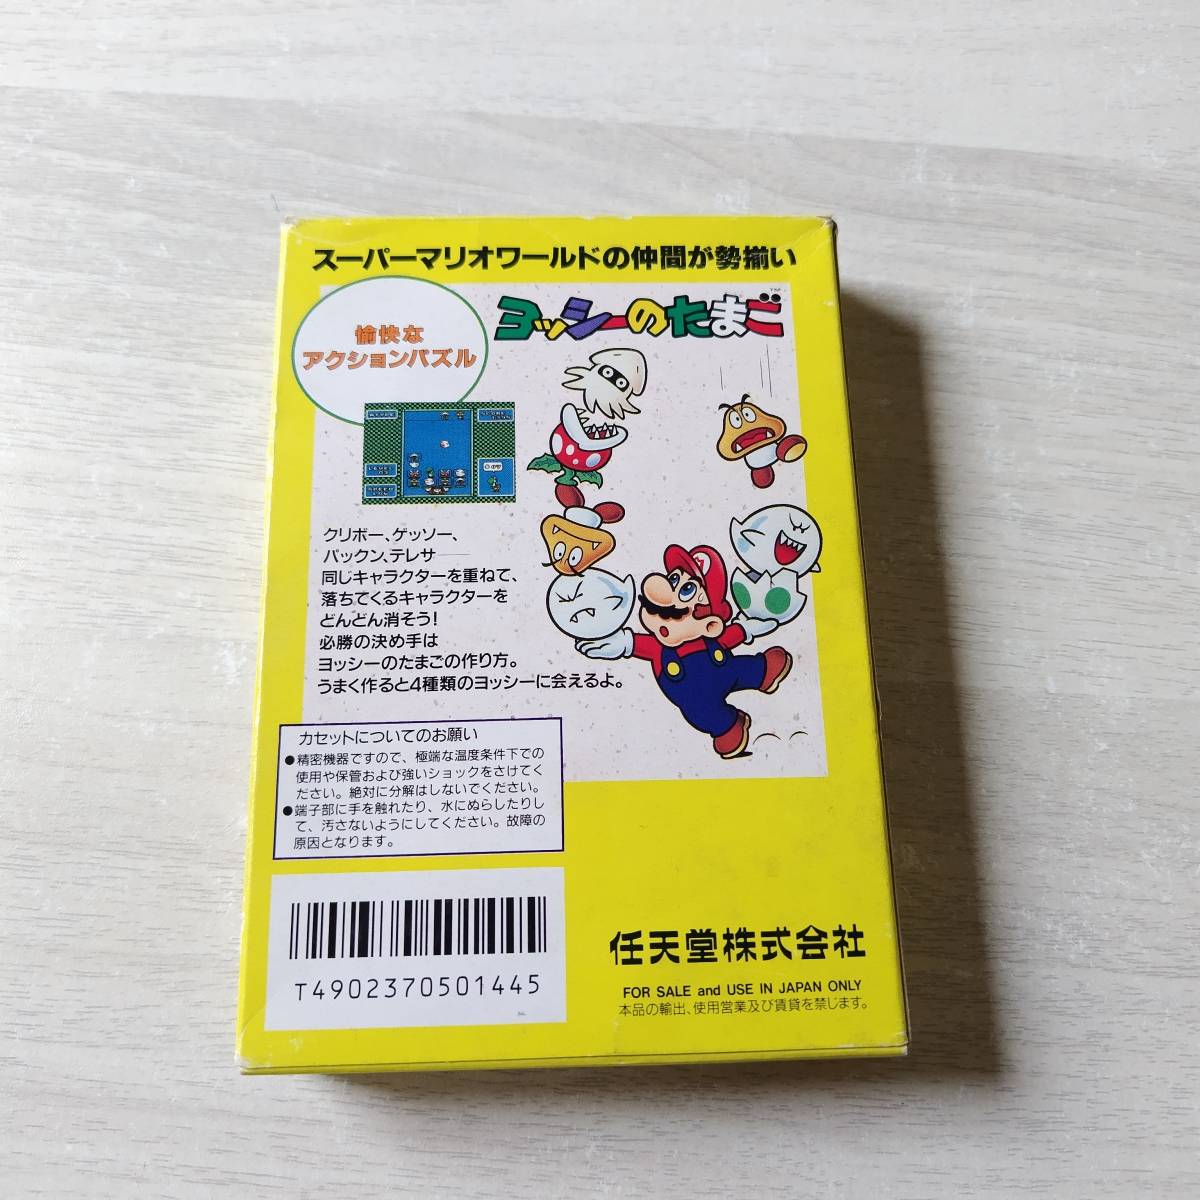 スーパーマリオワールドの仲間が勢揃い
ヨッシーのたまご™
愉快な
アクションパズル
クリボー、ゲッソー、
パックン、テレサ――
同じキャラクターを重ねて、
落ちてくるキャラクターを
どんどん消そう!
必勝の決め手は
ヨッシーのたまごの作り方。
うまく作ると4種類のヨッシーに会えるよ。
カセットについてのお願い
●精密機器ですので、極端な温度条件下での
使用や保管および強いショックをさけてく
ださい。絶対に分解はしないでください。
●端子部に手を触れたり、水にぬらしたりし
て、汚さないようにしてください。故障の
原因となります。
T4902370501445
任天堂株式会社
FOR SALE and USE IN JAPAN ONLY
本品の輸出、使用営業及び賃貸を禁じます。